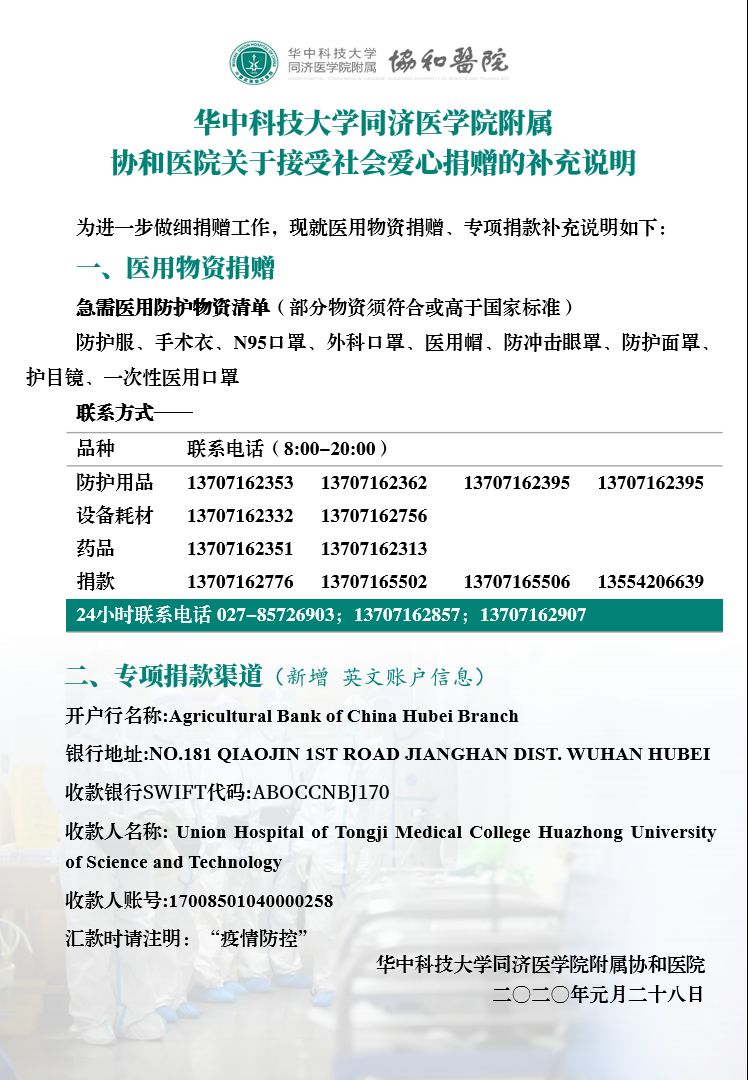 华中科技大学
同济医学院附属 協和醫院
华中科技大学同济医学院附属
协和医院关于接受社会爱心捐赠的补充说明
为进一步做细捐赠工作，现就医用物资捐赠、专项捐款补充说明如下：
一、医用物资捐赠
急需医用防护物资清单（部分物资须符合或高于国家标准）
防护服、手术衣、N95口罩、外科口罩、医用帽、防冲击眼罩、防护面罩、
护目镜、一次性医用口罩
联系方式——
品种 联系电话（8:00-20:00）
防护用品 13707162353 13707162362 13707162395 13707162395
设备耗材 13707162332 13707162756
药品 13707162351 13707162313
捐款 13707162776 13707165502 13707165506 13554206639
24小时联系电话 027-85726903；13707162857；13707162907
二、专项捐款渠道（新增 英文账户信息）
开户行名称:Agricultural Bank of China Hubei Branch
银行地址:NO.181 QIAOJIN 1ST ROAD JIANGHAN DIST. WUHAN HUBEI
收款银行SWIFT代码:ABOCCNBJ170
收款人名称: Union Hospital of Tongji Medical College Huazhong University
of Science and Technology
收款人账号:17008501040000258
汇款时请注明：“疫情防控”
华中科技大学同济医学院附属协和医院
二〇二〇年元月二十八日